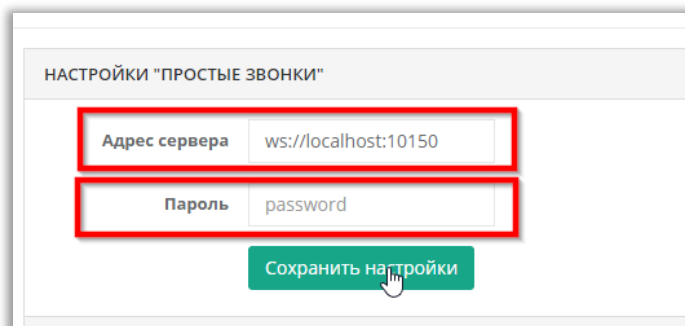 НАСТРОЙКИ "ПРОСТЫЕ ЗВОНКИ"
Адрес сервера ws://localhost:10150
Пароль password
Сохранить настройки